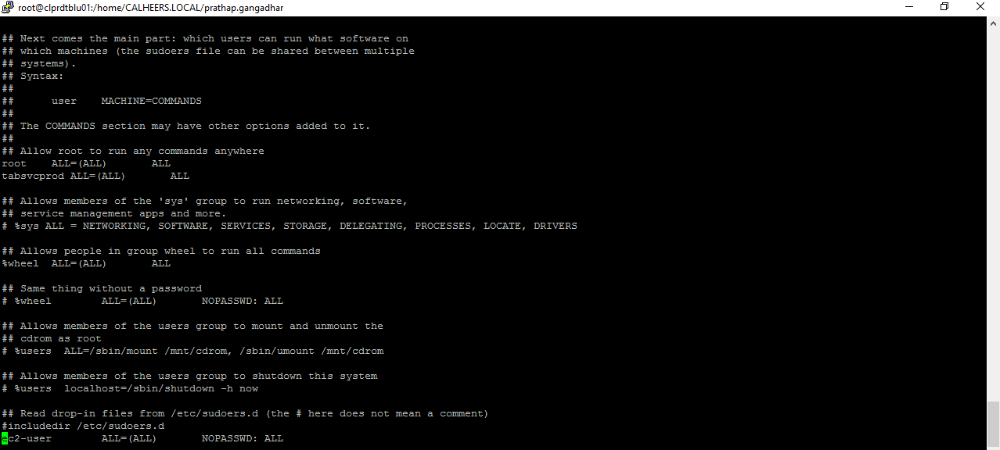 root@clprdtblu01:/home/CALHEERS.LOCAL/prathap.gangadhar
## Next comes the main part: which users can run what software on
## which machines (the sudoers file can be shared between multiple
## systems).
## Syntax:
##
##      user    MACHINE=COMMANDS
##
## The COMMANDS section may have other options added to it.
##
## Allow root to run any commands anywhere
root    ALL=(ALL)       ALL
tabsvcprod ALL=(ALL)       ALL
## Allows members of the 'sys' group to run networking, software,
## service management apps and more.
# %sys ALL = NETWORKING, SOFTWARE, SERVICES, STORAGE, DELEGATING, PROCESSES, LOCATE, DRIVERS
## Allows people in group wheel to run all commands
%wheel  ALL=(ALL)       ALL
## Same thing without a password
# %wheel        ALL=(ALL)       NOPASSWD: ALL
## Allows members of the users group to mount and unmount the
## cdrom as root
# %users  ALL=/sbin/mount /mnt/cdrom, /sbin/umount /mnt/cdrom
## Allows members of the users group to shutdown this system
# %users  localhost=/sbin/shutdown -h now
## Read drop-in files from /etc/sudoers.d (the # here does not mean a comment)
#includedir /etc/sudoers.d
ec2-user        ALL=(ALL)       NOPASSWD: ALL